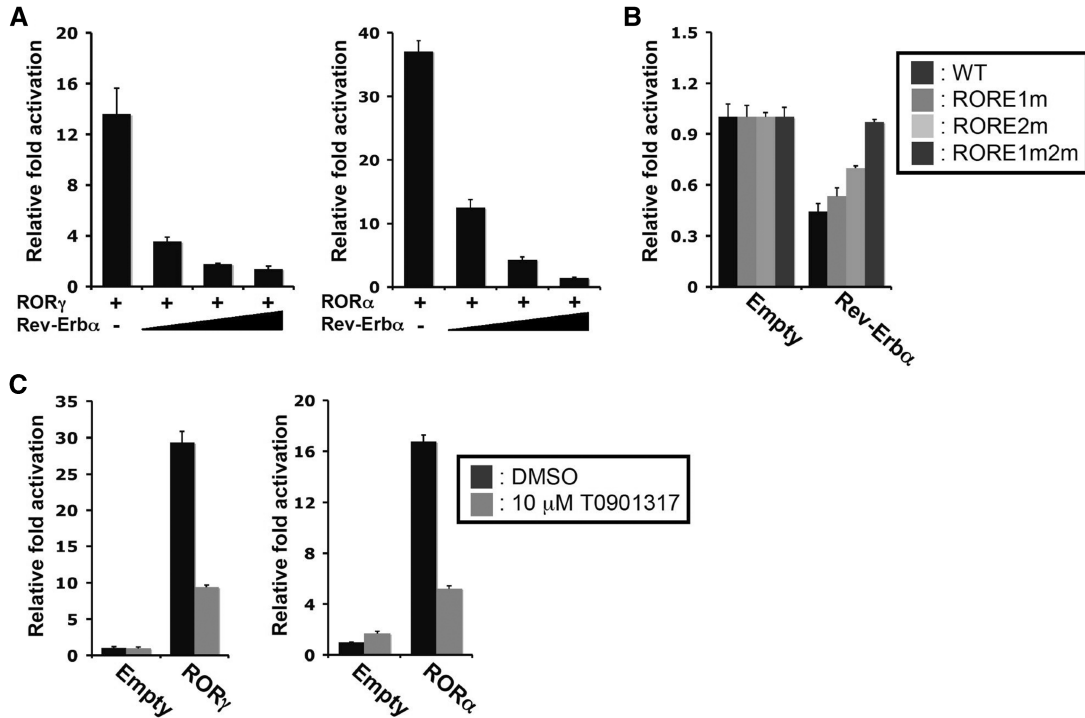 A
Relative fold activation
20
16
12
8
4
0
RORγ + + + +
Rev-Erbα -
Relative fold activation
40
30
20
10
0
RORα + + + +
Rev-Erbα -
B
Relative fold activation
1.5
1.2
0.9
0.6
0.3
0
Empty
Rev-Erbα
: WT
: RORE1m
: RORE2m
: RORE1m2m
C
Relative fold activation
35
30
25
20
15
10
5
0
Empty
RORγ
Relative fold activation
20
16
12
8
4
0
Empty
RORα
: DMSO
: 10 μM T0901317